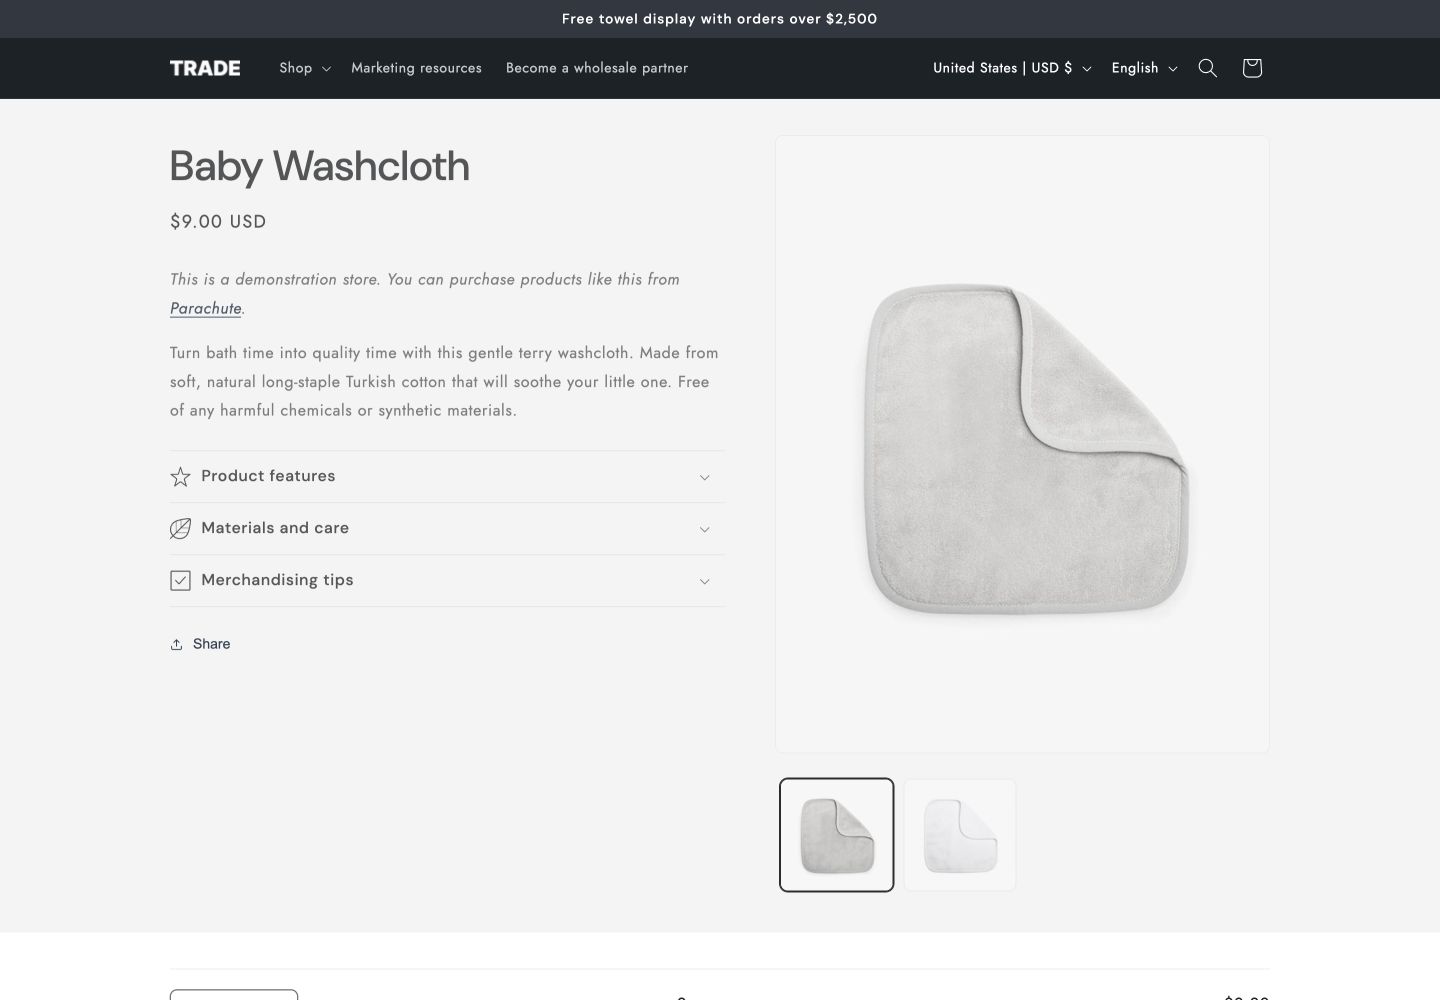 Free towel display with orders over $2,500
TRADE
Shop
Marketing resources
Become a wholesale partner
United States | USD $
English
Baby Washcloth
$9.00 USD
This is a demonstration store. You can purchase products like this from
Parachute.
Turn bath time into quality time with this gentle terry washcloth. Made from
soft, natural long-staple Turkish cotton that will soothe your little one. Free
of any harmful chemicals or synthetic materials.
Product features
Materials and care
Merchandising tips
Share